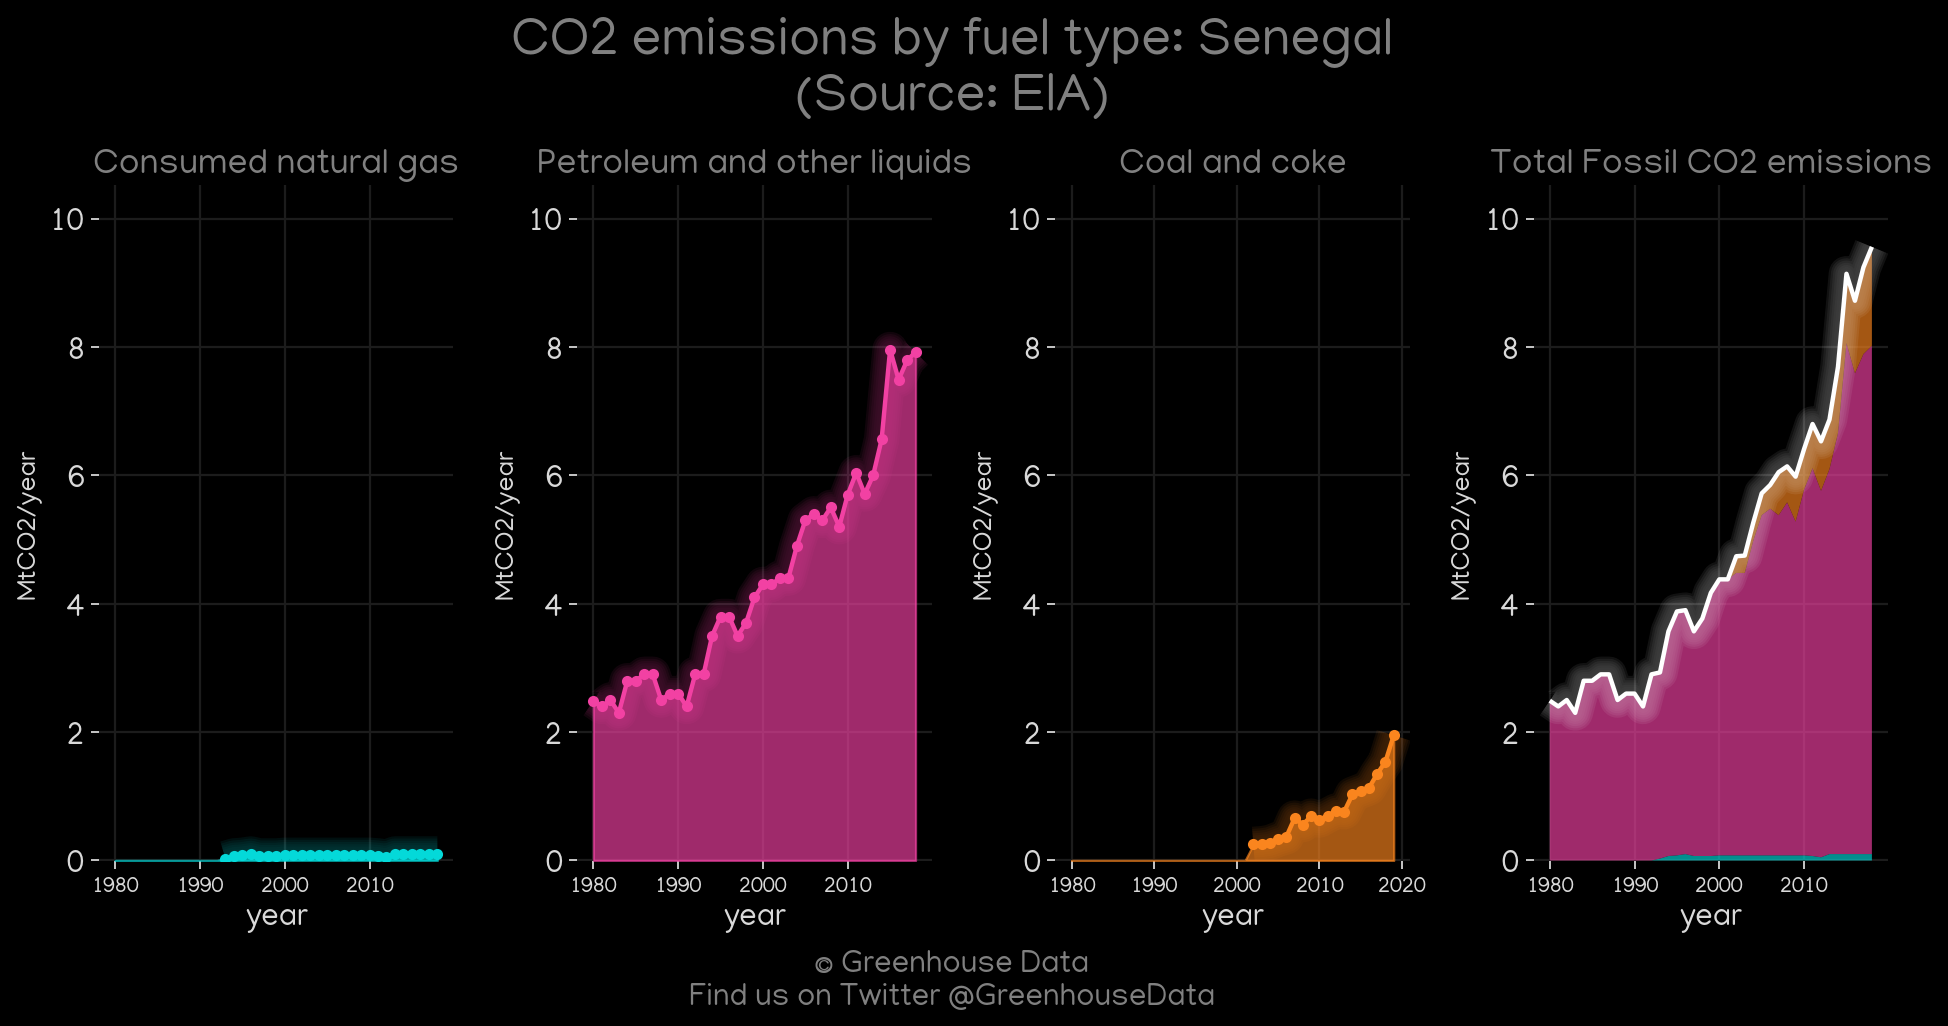 CO2 emissions by fuel type: Senegal
(Source: EIA)
Consumed natural gas
Petroleum and other liquids
Coal and coke
Total Fossil CO2 emissions
MtCO2/year
10
8
6
4
2
0
1980 1990 2000 2010
year
MtCO2/year
10
8
6
4
2
0
1980 1990 2000 2010
year
MtCO2/year
10
8
6
4
2
0
1980 1990 2000 2010 2020
year
MtCO2/year
10
8
6
4
2
0
1980 1990 2000 2010
year
© Greenhouse Data
Find us on Twitter @GreenhouseData